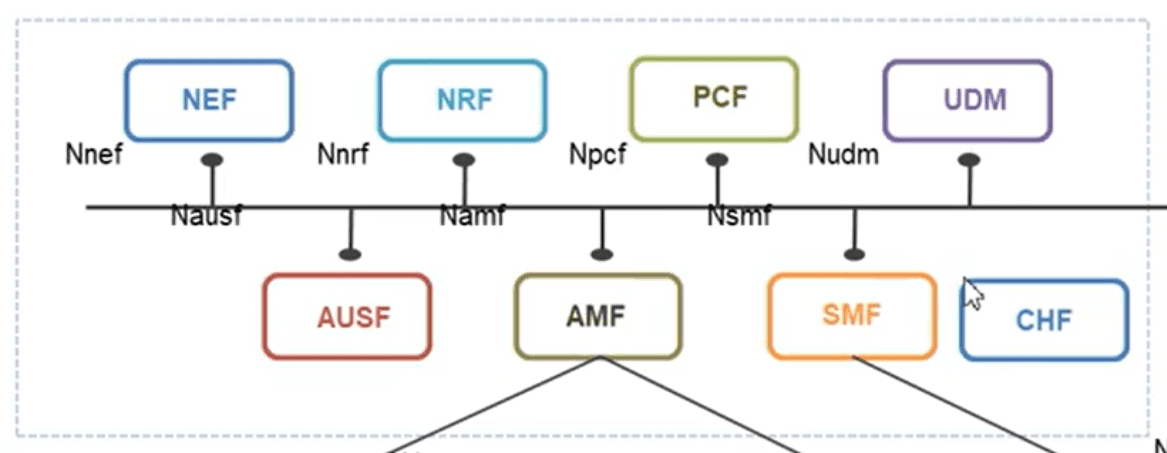 NEF NRF PCF UDM
Nnef Nnrf Npcf Nudm
Nausf Namf Nsmf
AUSF AMF SMF CHF